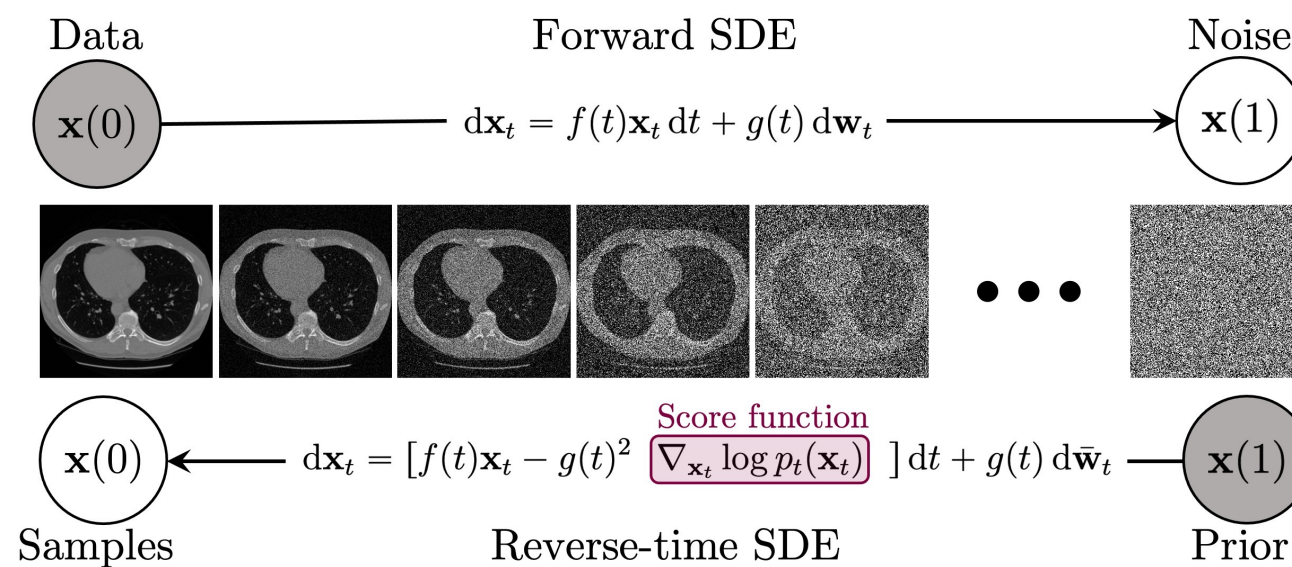 Data Forward SDE Noise
x(0) dx_t = f(t)x_t dt + g(t) dw_t x(1)
Score function
x(0) dx_t = [f(t)x_t − g(t)² ∇_{x_t} log p_t(x_t) ] dt + g(t) dw̄_t x(1)
Samples Reverse-time SDE Prior